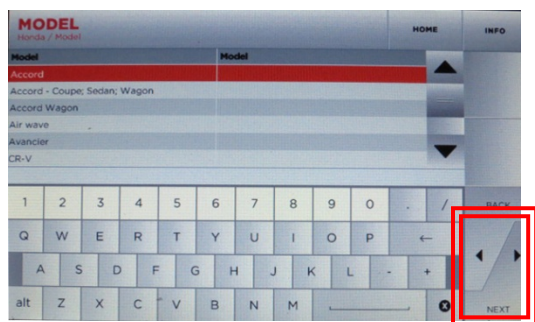 MODEL
Honda / Model
HOME
INFO
Model Model
Accord
Accord - Coupe; Sedan; Wagon
Accord Wagon
Air wave
Avancier
CR-V
1 2 3 4 5 6 7 8 9 0 . /
BACK
Q W E R T Y U I O P ←
A S D F G H J K L - +
alt Z X C V B N M
NEXT